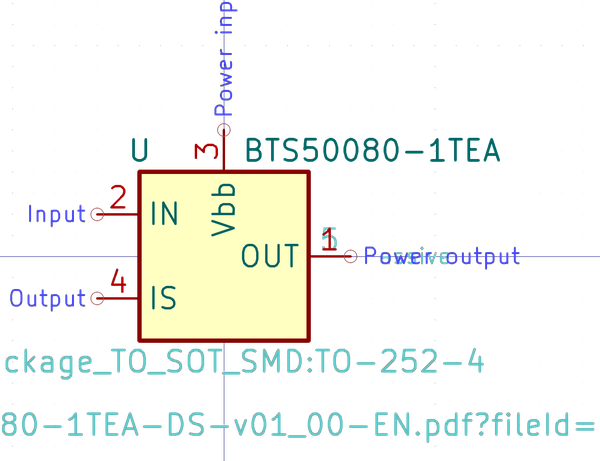 Power inp
U
BTS50080-1TEA
3
2
Input
IN
Vbb
OUT
1
5
Power output
4
Output
IS
ckage_TO_SOT_SMD:TO-252-4
80-1TEA-DS-v01_00-EN.pdf?fileId=